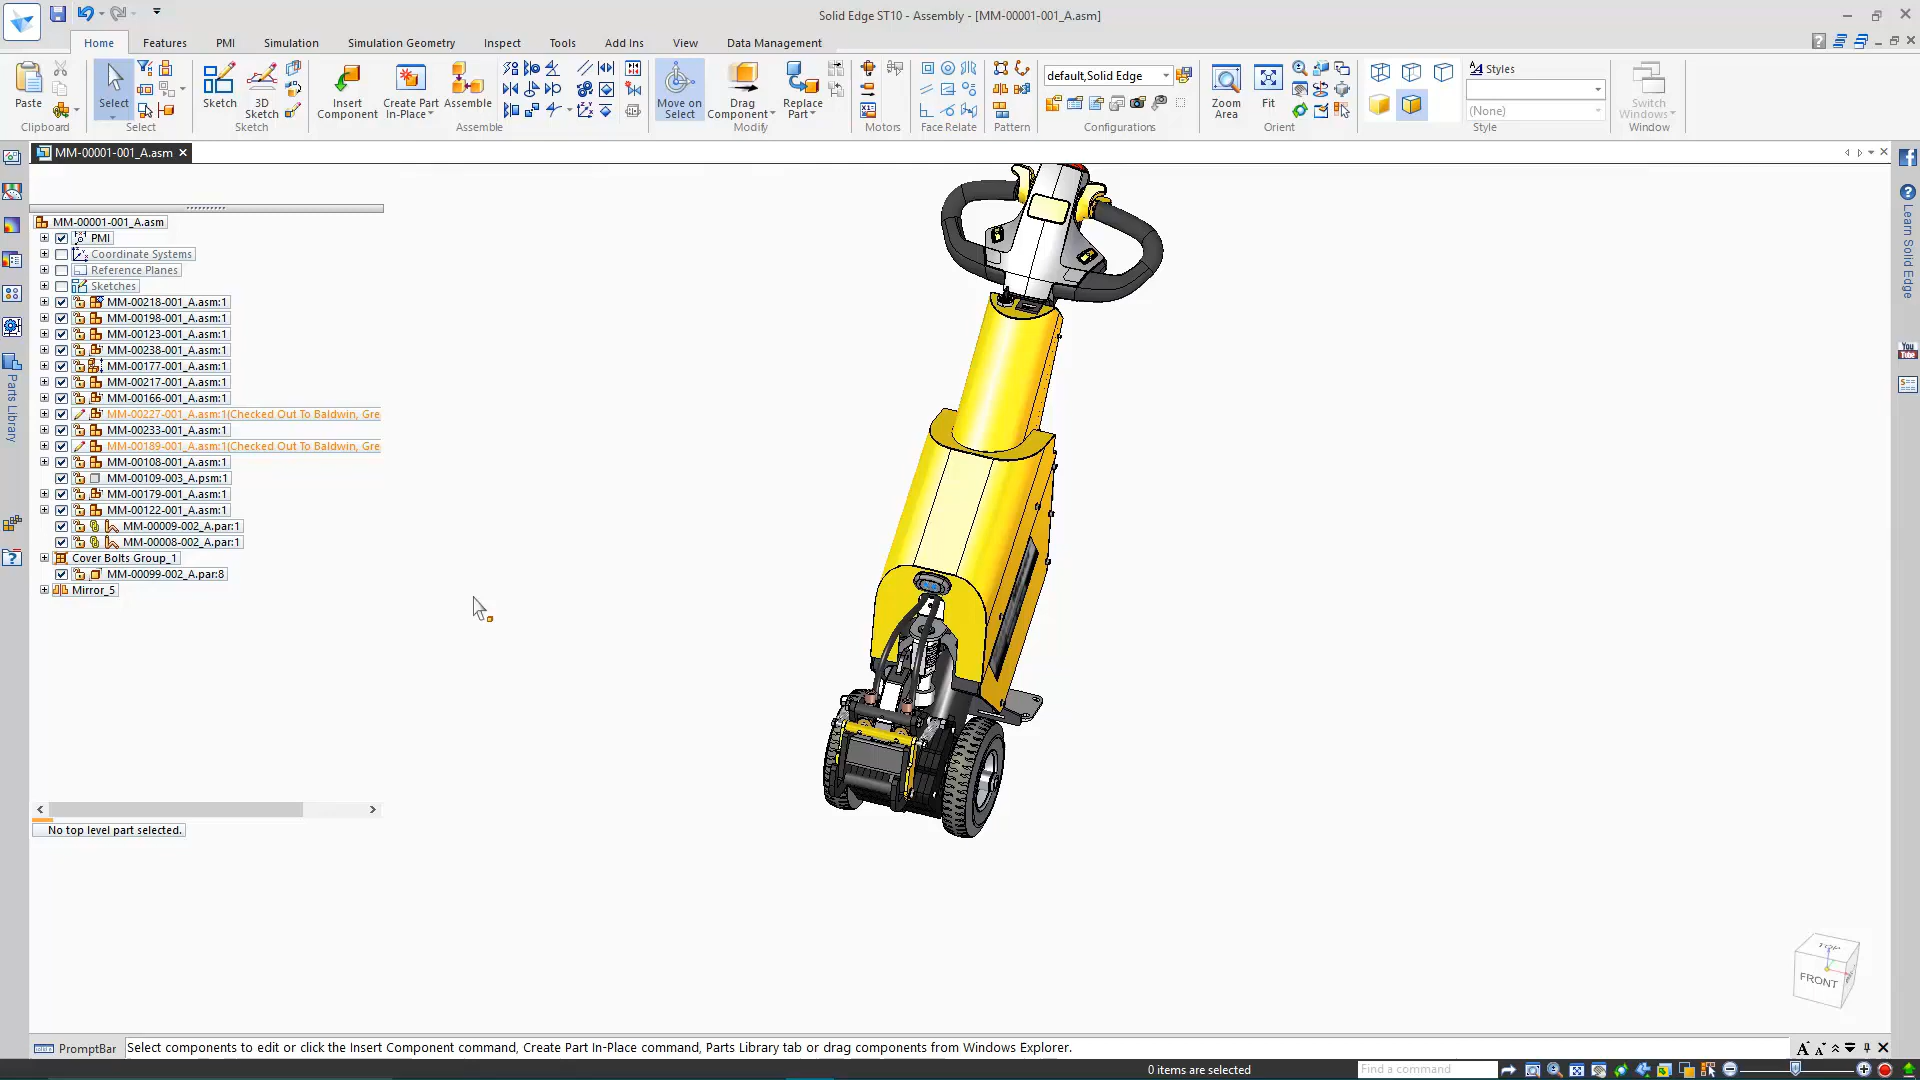 Solid Edge ST10 - Assembly - [MM-00001-001_A.asm]
Home Features PMI Simulation Simulation Geometry Inspect Tools Add Ins View Data Management
Paste
Clipboard
Select
Select
Sketch
3D Sketch
Sketch
Insert Component
Create Part In-Place
Assemble
Assemble
Move on Select
Drag Component
Replace Part
Modify
Motors
Face Relate
Pattern
default,Solid Edge
Configurations
Zoom Area
Fit
Orient
Styles
(None)
Style
Switch Windows
Window
MM-00001-001_A.asm
MM-00001-001_A.asm
PMI
Coordinate Systems
Reference Planes
Sketches
MM-00218-001_A.asm:1
MM-00198-001_A.asm:1
MM-00123-001_A.asm:1
MM-00238-001_A.asm:1
MM-00177-001_A.asm:1
MM-00217-001_A.asm:1
MM-00166-001_A.asm:1
MM-00227-001_A.asm:1(Checked Out To Baldwin, Gre
MM-00233-001_A.asm:1
MM-00189-001_A.asm:1(Checked Out To Baldwin, Gre
MM-00108-001_A.asm:1
MM-00109-003_A.psm:1
MM-00179-001_A.asm:1
MM-00122-001_A.asm:1
MM-00009-002_A.par:1
MM-00008-002_A.par:1
Cover Bolts Group_1
MM-00099-002_A.par:8
Mirror_5
No top level part selected.
Parts Library
Learn Solid Edge
You Tube
TOP
FRONT
PromptBar
Select components to edit or click the Insert Component command, Create Part In-Place command, Parts Library tab or drag components from Windows Explorer.
0 items are selected
Find a command